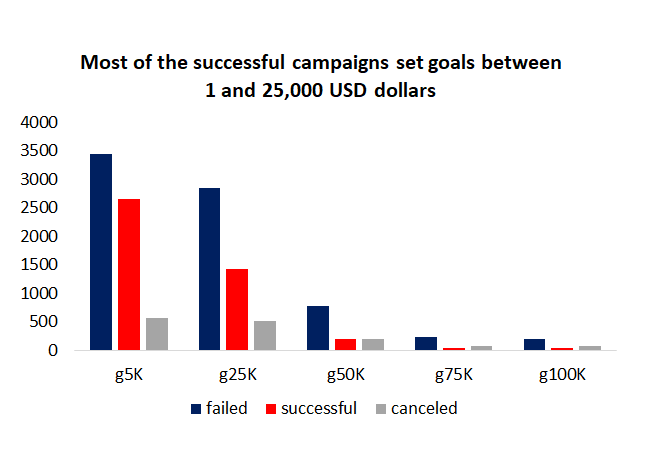 Most of the successful campaigns set goals between
1 and 25,000 USD dollars
4000
3500
3000
2500
2000
1500
1000
500
0
g5K g25K g50K g75K g100K
failed successful canceled